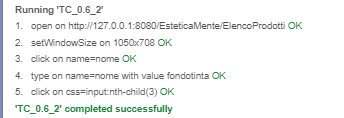 Running 'TC_0.6_2'
1. open on http://127.0.0.1:8080/EsteticaMente/ElencoProdotti OK
2. setWindowSize on 1050x708 OK
3. click on name=nome OK
4. type on name=nome with value fondotinta OK
5. click on css=input:nth-child(3) OK
'TC_0.6_2' completed successfully